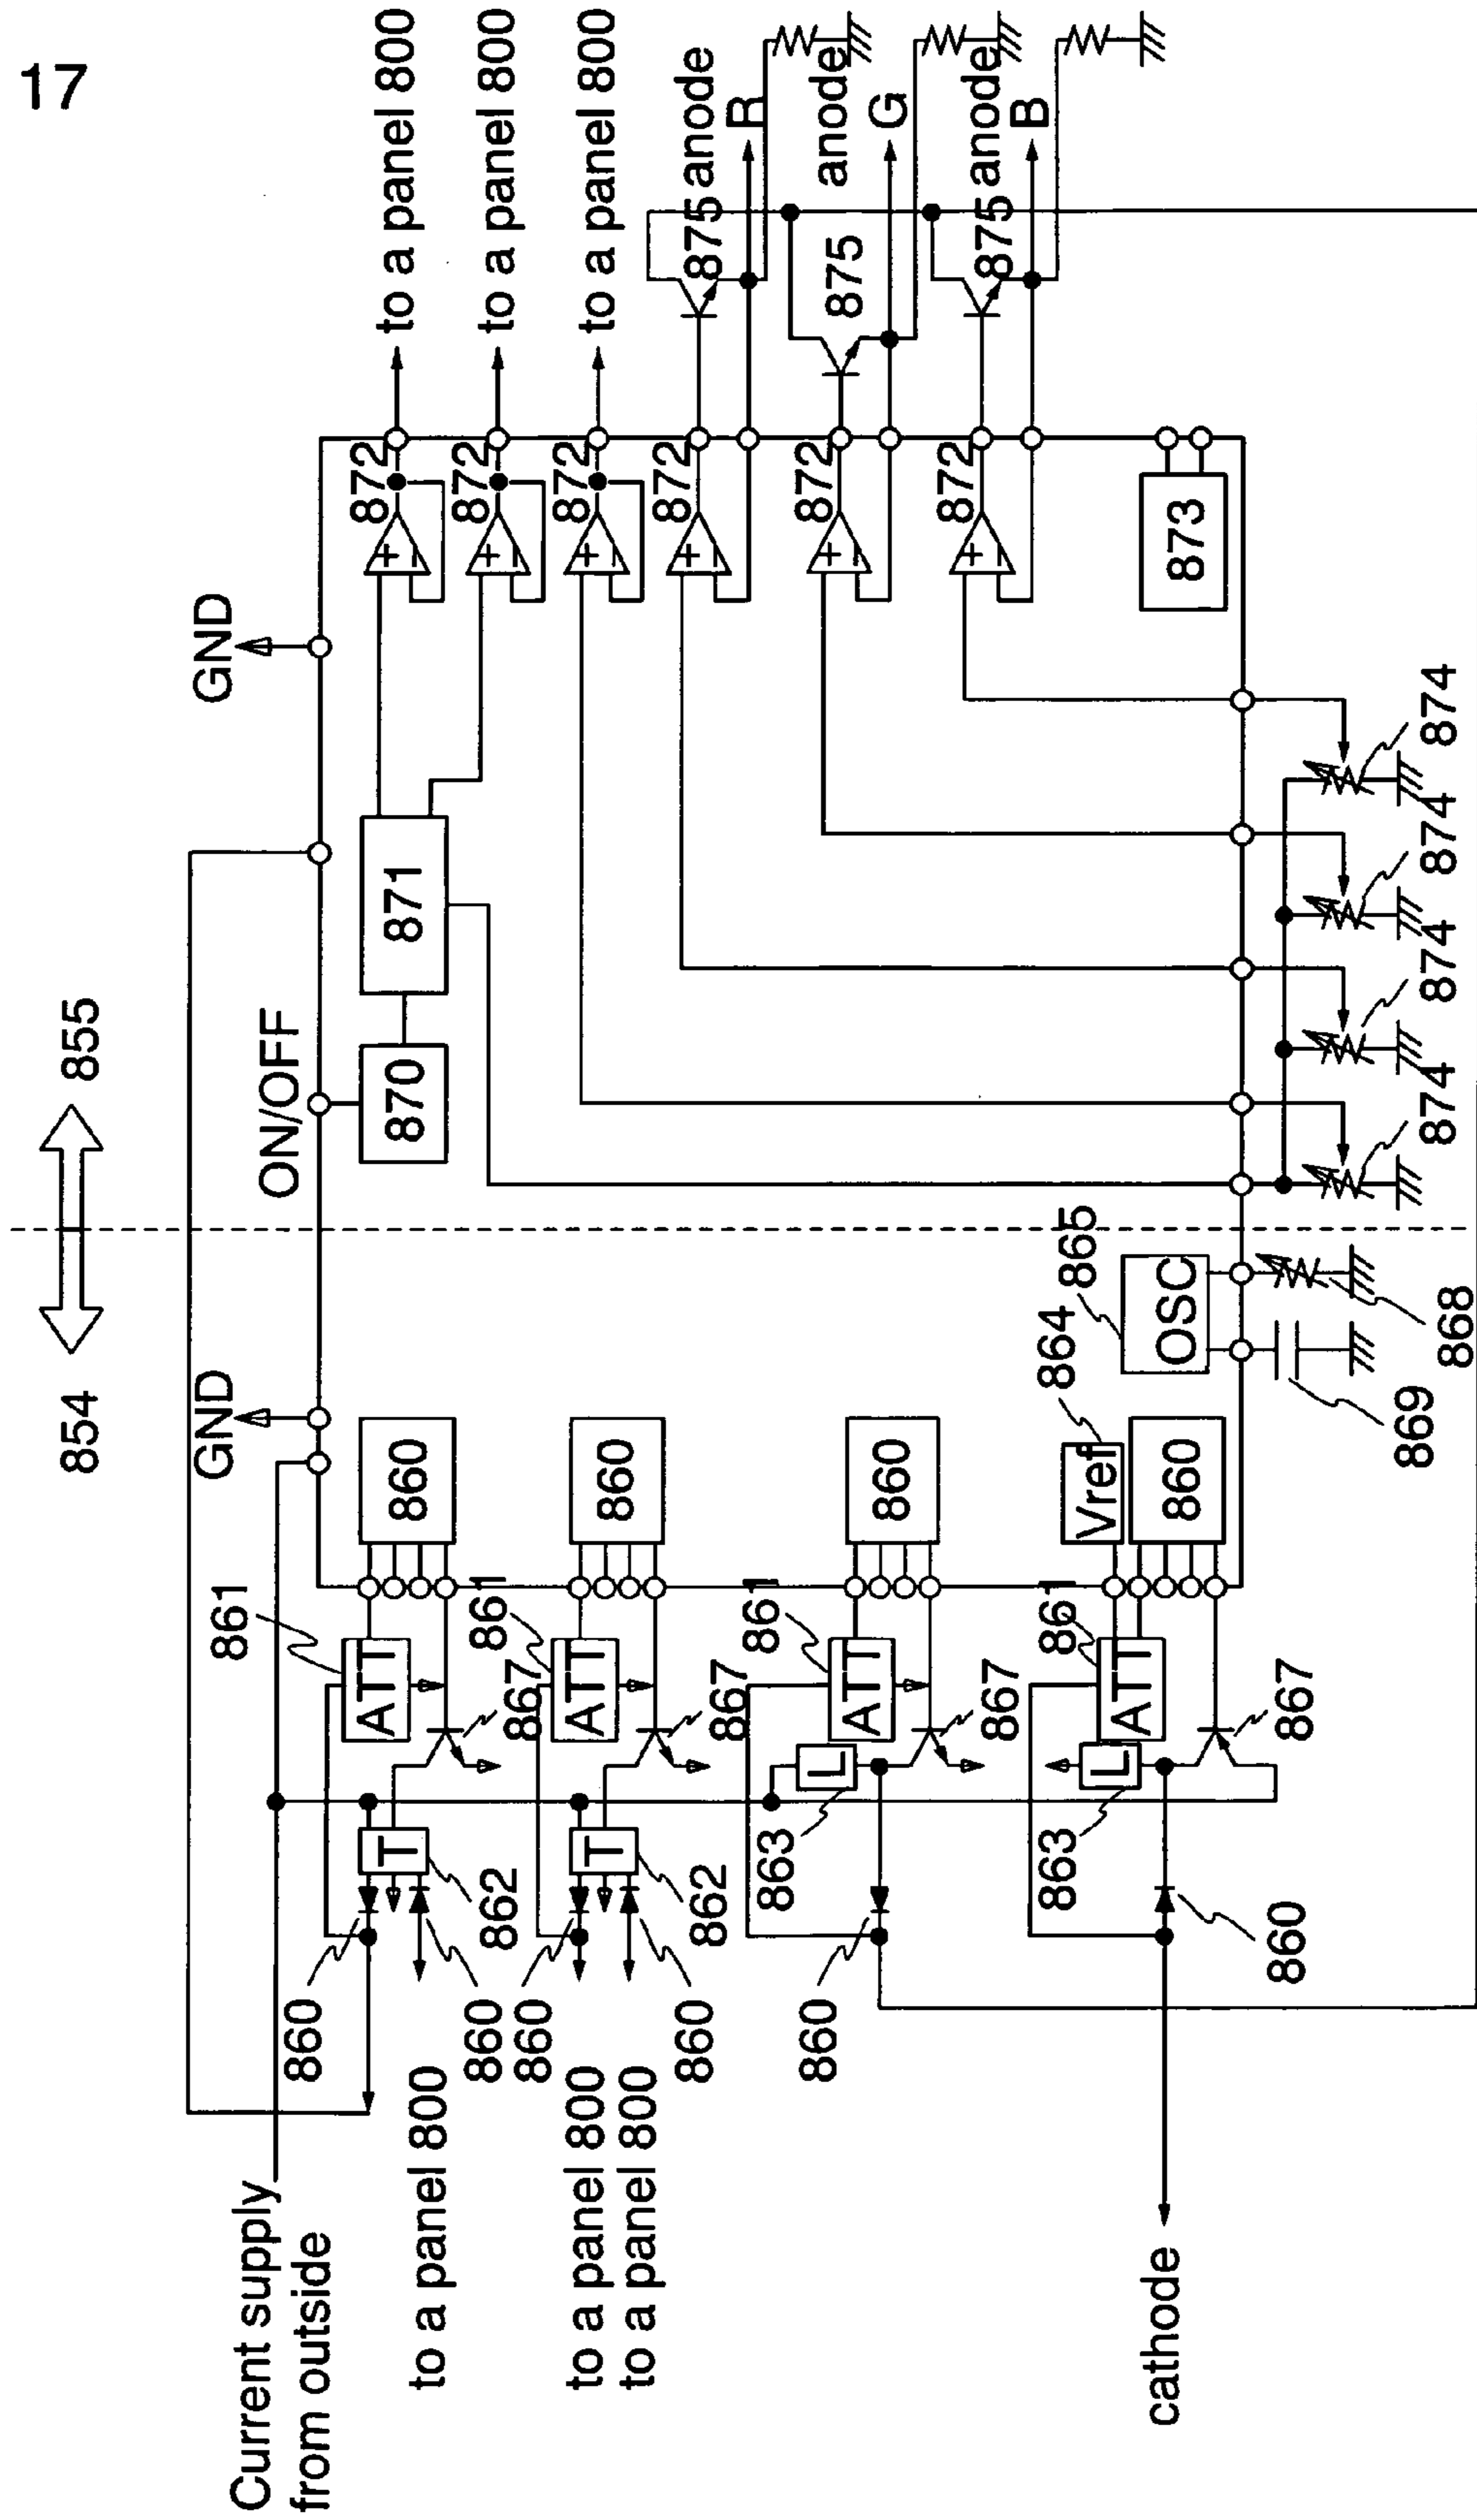 17
854
855
Current supply
from outside
GND
ON/OFF
GND
860
861
860
870
871
872
to a panel 800
to a panel 800
862
860
T
ATT
867
861
872
to a panel 800
860
to a panel 800
to a panel 800
860
862
T
ATT
867
860
872
to a panel 800
860
863
L
861
ATT
867
860
872
875
anode
R
872
875
anode
G
872
875
anode
B
cathode
860
863
L
861
ATT
867
864
Vref
860
865
OSC
869
868
873
874
874
874
874